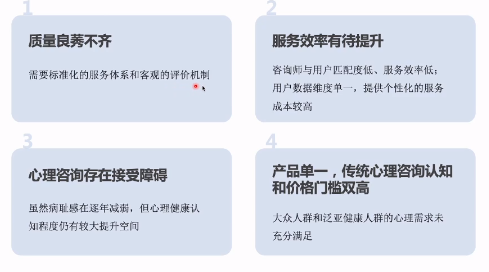 1
质量良莠不齐
需要标准化的服务体系和客观的评价机制
2
服务效率有待提升
咨询师与用户匹配度低、服务效率低；
用户数据维度单一，提供个性化的服务
成本较高
3
心理咨询存在接受障碍
虽然病耻感在逐年减弱，但心理健康认
知程度仍有较大提升空间
4
产品单一，传统心理咨询认知
和价格门槛双高
大众人群和泛亚健康人群的心理需求未
充分满足